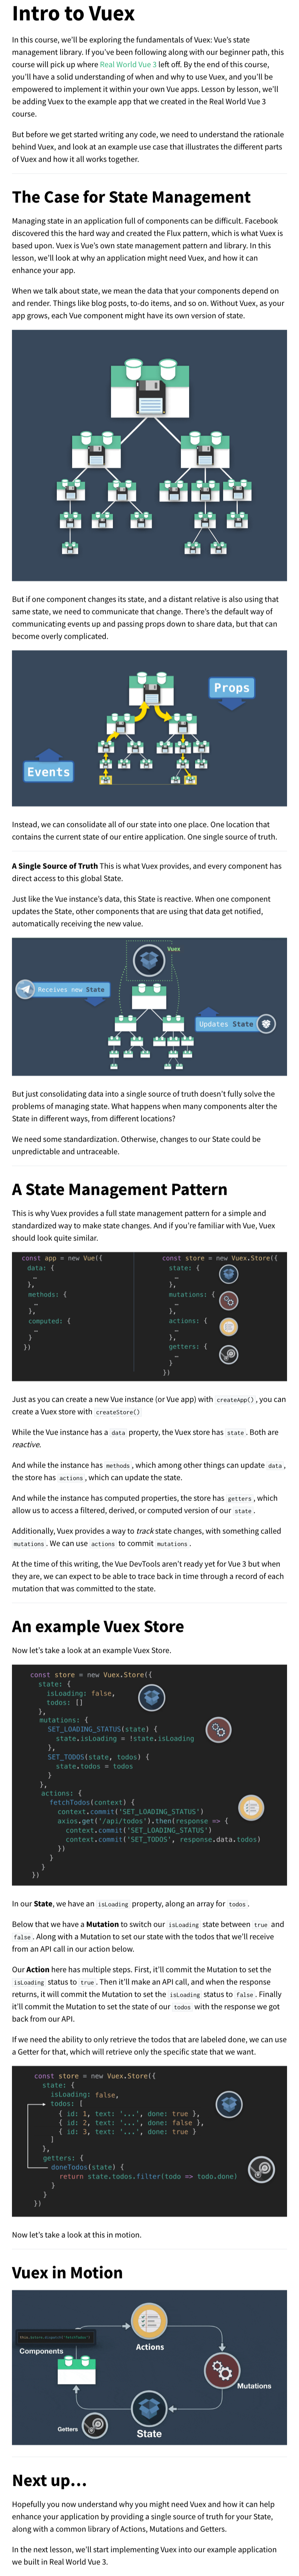 Intro to Vuex
In this course, we'll be exploring the fundamentals of Vuex: Vue's state
management library. If you've been following along with our beginner path, this
course will pick up where Real World Vue 3 left off. By the end of this course,
you'll have a solid understanding of when and why to use Vuex, and you'll be
empowered to implement it within your own Vue apps. Lesson by lesson, we'll
be adding Vuex to the example app that we created in the Real World Vue 3
course.
But before we get started writing any code, we need to understand the rationale
behind Vuex, and look at an example use case that illustrates the different parts
of Vuex and how it all works together.
The Case for State Management
Managing state in an application full of components can be difficult. Facebook
discovered this the hard way and created the Flux pattern, which is what Vuex is
based upon. Vuex is Vue's own state management pattern and library. In this
lesson, we'll look at why an application might need Vuex, and how it can
enhance your app.
When we talk about state, we mean the data that your components depend on
and render. Things like blog posts, to-do items, and so on. Without Vuex, as your
app grows, each Vue component might have its own version of state.
But if one component changes its state, and a distant relative is also using that
same state, we need to communicate that change. There's the default way of
communicating events up and passing props down to share data, but that can
become overly complicated.
Props
Events
Instead, we can consolidate all of our state into one place. One location that
contains the current state of our entire application. One single source of truth.
A Single Source of Truth This is what Vuex provides, and every component has
direct access to this global State.
Just like the Vue instance's data, this State is reactive. When one component
updates the State, other components that are using that data get notified,
automatically receiving the new value.
Vuex
Receives new State
Updates State
But just consolidating data into a single source of truth doesn't fully solve the
problems of managing state. What happens when many components alter the
State in different ways, from different locations?
We need some standardization. Otherwise, changes to our State could be
unpredictable and untraceable.
A State Management Pattern
This is why Vuex provides a full state management pattern for a simple and
standardized way to make state changes. And if you're familiar with Vue, Vuex
should look quite similar.
const app = new Vue({
data: {
…
},
methods: {
…
},
computed: {
…
}
})
const store = new Vuex.Store({
state: {
…
},
mutations: {
…
},
actions: {
…
},
getters: {
…
}
})
Just as you can create a new Vue instance (or Vue app) with createApp() , you can
create a Vuex store with createStore()
While the Vue instance has a data property, the Vuex store has state . Both are
reactive.
And while the instance has methods , which among other things can update data ,
the store has actions , which can update the state.
And while the instance has computed properties, the store has getters , which
allow us to access a filtered, derived, or computed version of our state .
Additionally, Vuex provides a way to track state changes, with something called
mutations . We can use actions to commit mutations .
At the time of this writing, the Vue DevTools aren't ready yet for Vue 3 but when
they are, we can expect to be able to trace back in time through a record of each
mutation that was committed to the state.
An example Vuex Store
Now let's take a look at an example Vuex Store.
const store = new Vuex.Store({
state: {
isLoading: false,
todos: []
},
mutations: {
SET_LOADING_STATUS(state) {
state.isLoading = !state.isLoading
},
SET_TODOS(state, todos) {
state.todos = todos
}
},
actions: {
fetchTodos(context) {
context.commit('SET_LOADING_STATUS')
axios.get('/api/todos').then(response => {
context.commit('SET_LOADING_STATUS')
context.commit('SET_TODOS', response.data.todos)
})
}
}
})
In our State, we have an isLoading property, along an array for todos .
Below that we have a Mutation to switch our isLoading state between true and
false . Along with a Mutation to set our state with the todos that we'll receive
from an API call in our action below.
Our Action here has multiple steps. First, it'll commit the Mutation to set the
isLoading status to true . Then it'll make an API call, and when the response
returns, it will commit the Mutation to set the isLoading status to false . Finally
it'll commit the Mutation to set the state of our todos with the response we got
back from our API.
If we need the ability to only retrieve the todos that are labeled done, we can use
a Getter for that, which will retrieve only the specific state that we want.
const store = new Vuex.Store({
state: {
isLoading: false,
todos: [
{ id: 1, text: '...', done: true },
{ id: 2, text: '...', done: false },
{ id: 3, text: '...', done: true }
]
},
getters: {
doneTodos(state) {
return state.todos.filter(todo => todo.done)
}
}
})
Now let's take a look at this in motion.
Vuex in Motion
Components
Actions
Mutations
Getters
State
Next up…
Hopefully you now understand why you might need Vuex and how it can help
enhance your application by providing a single source of truth for your State,
along with a common library of Actions, Mutations and Getters.
In the next lesson, we'll start implementing Vuex into our example application
we built in Real World Vue 3.